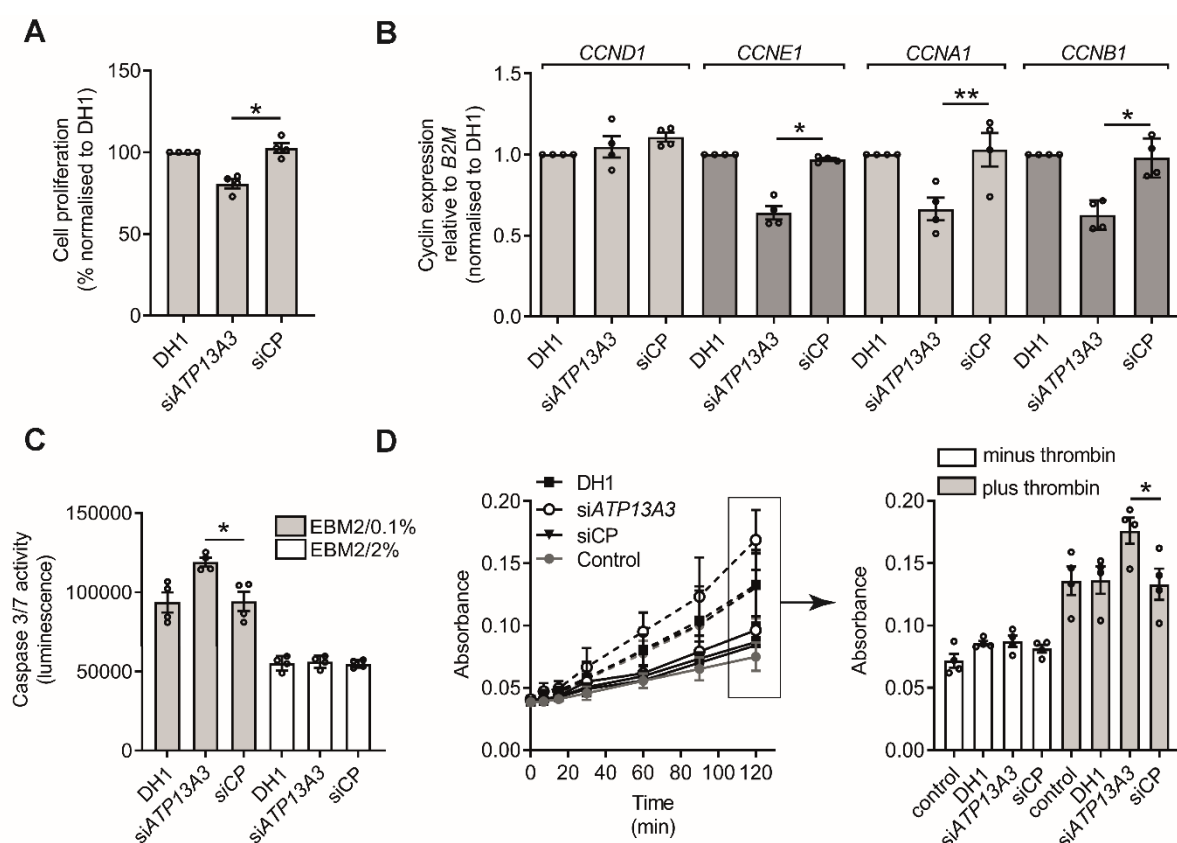 A
Cell proliferation
(% normalised to DH1)
150
100
50
0
*
DH1
siATP13A3
siCP
B
Cyclin expression
relative to B2M
(normalised to DH1)
CCND1
CCNE1
CCNA1
CCNB1
1.5
1.0
0.5
0.0
*
**
*
DH1
siATP13A3
siCP
DH1
siATP13A3
siCP
DH1
siATP13A3
siCP
DH1
siATP13A3
siCP
C
Caspase 3/7 activity
(luminescence)
150000
100000
50000
0
*
EBM2/0.1%
EBM2/2%
DH1
siATP13A3
siCP
DH1
siATP13A3
siCP
D
DH1
siATP13A3
siCP
Control
Absorbance
0.20
0.15
0.10
0.05
0.00
0 20 40 60 80 100 120
Time
(min)
minus thrombin
plus thrombin
Absorbance
0.20
0.15
0.10
0.05
0.00
*
control
DH1
siATP13A3
siCP
control
DH1
siATP13A3
siCP